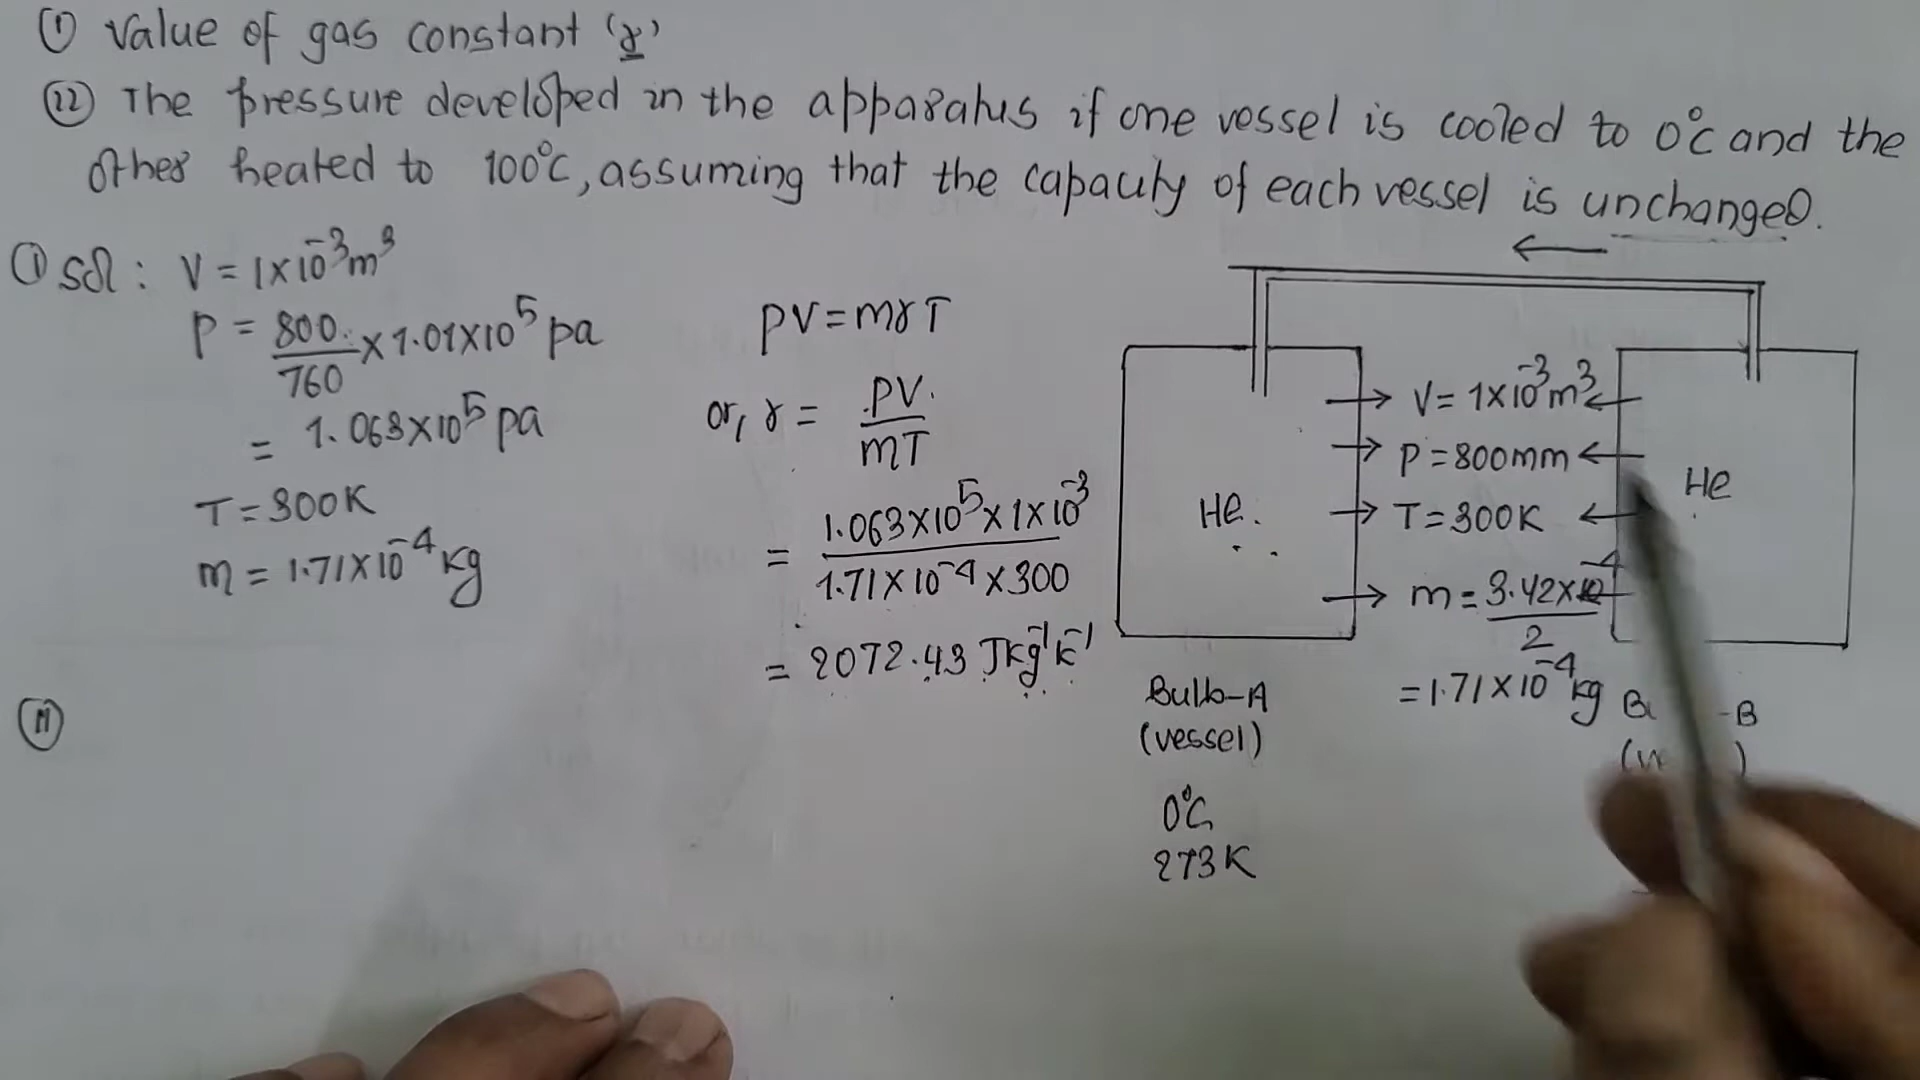 ① Value of gas constant 'r'
② The pressure developed in the apparatus if one vessel is cooled to 0°C and the
other heated to 100°C, assuming that the capacity of each vessel is unchanged.
① Sol : V = 1×10⁻³m³
P = 800/760 × 1.01×10⁵ pa
= 1.063×10⁵ pa
T = 300K
m = 1.71×10⁻⁴ kg
PV = mrT
or, r = PV/mT
= 1.063×10⁵×1×10⁻³ / 1.71×10⁻⁴×300
= 2072.43 Jkg⁻¹k⁻¹
He.
→ V = 1×10⁻³m³ ←
→ P = 800mm ←
→ T = 300K ←
→ m = 3.42×10⁻⁴/2 ←
= 1.71×10⁻⁴ kg
He
Bulb-A
(vessel)
0°C
273K
-B
⑪